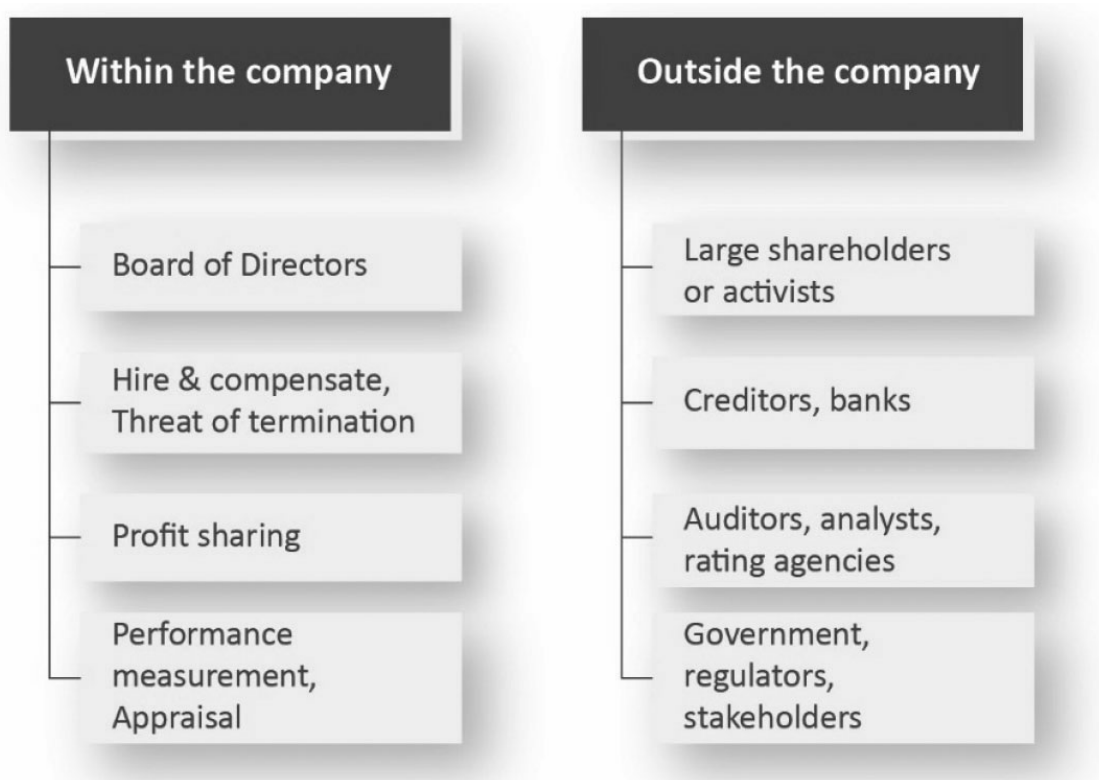 Within the company
Board of Directors
Hire & compensate,
Threat of termination
Profit sharing
Performance
measurement,
Appraisal
Outside the company
Large shareholders
or activists
Creditors, banks
Auditors, analysts,
rating agencies
Government,
regulators,
stakeholders